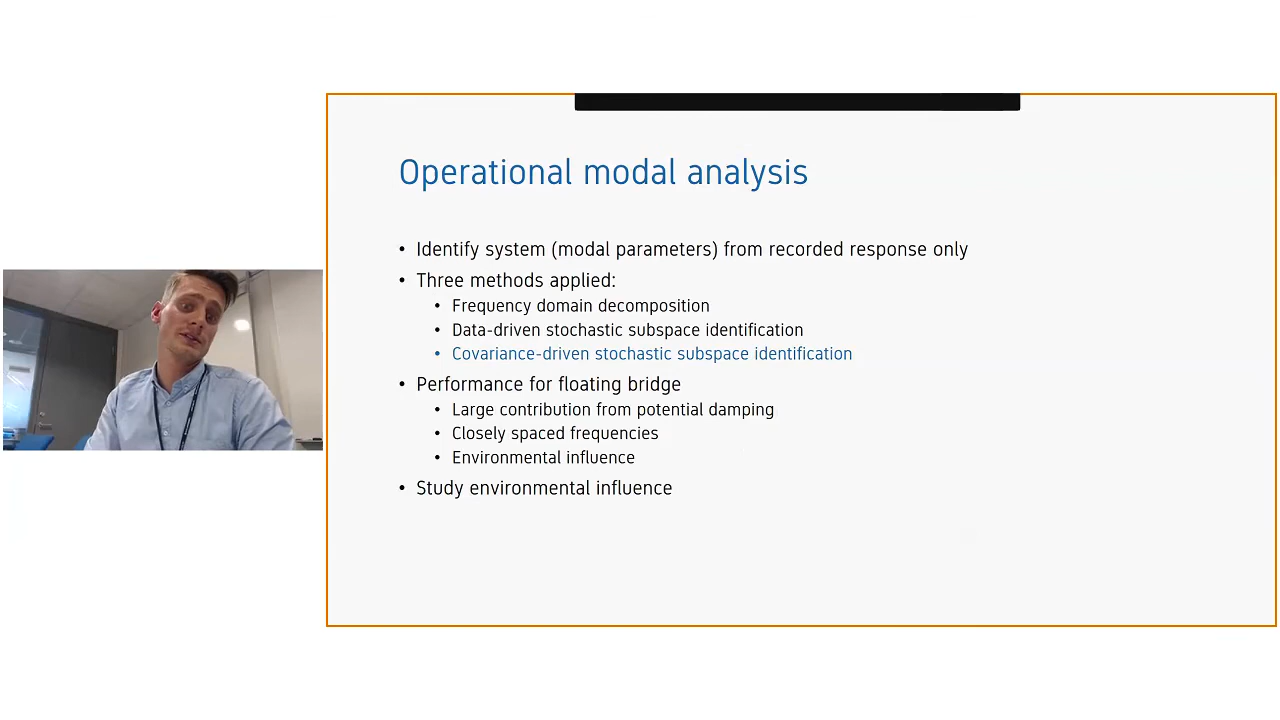 Operational modal analysis
• Identify system (modal parameters) from recorded response only
• Three methods applied:
• Frequency domain decomposition
• Data-driven stochastic subspace identification
• Covariance-driven stochastic subspace identification
• Performance for floating bridge
• Large contribution from potential damping
• Closely spaced frequencies
• Environmental influence
• Study environmental influence